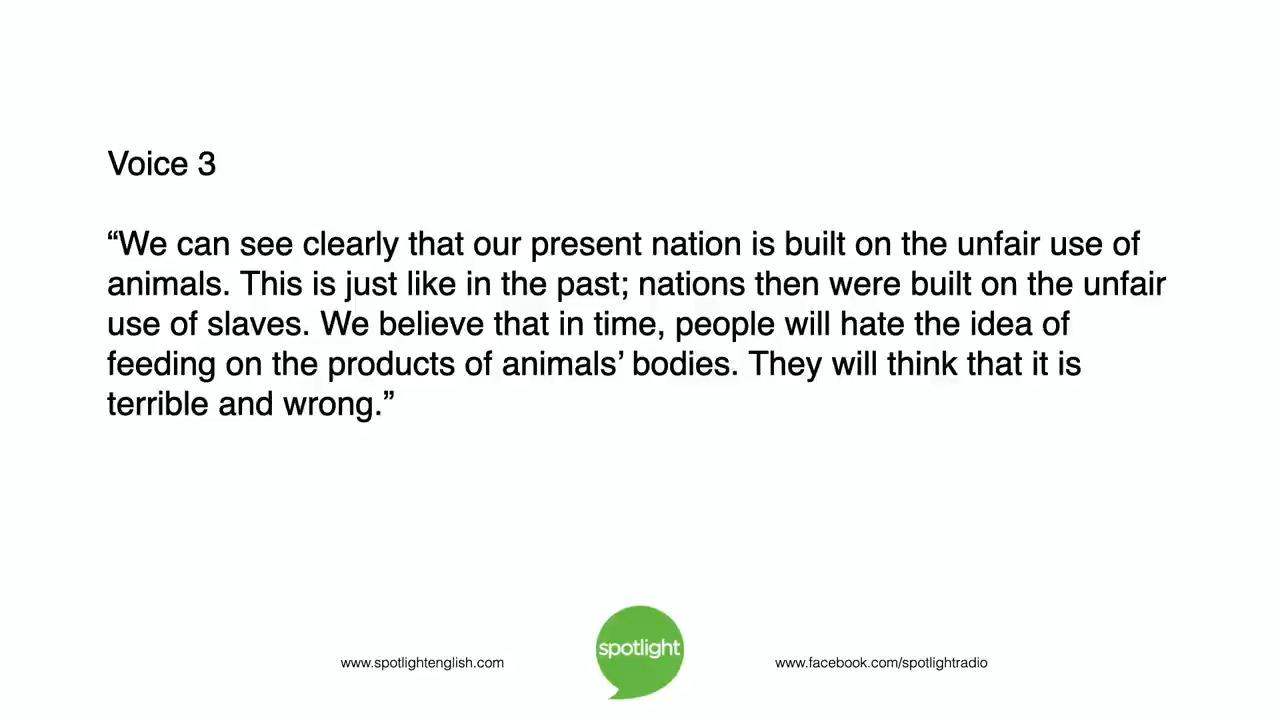 Voice 3
“We can see clearly that our present nation is built on the unfair use of
animals. This is just like in the past; nations then were built on the unfair
use of slaves. We believe that in time, people will hate the idea of
feeding on the products of animals’ bodies. They will think that it is
terrible and wrong.”
www.spotlightenglish.com
spotlight
www.facebook.com/spotlightradio